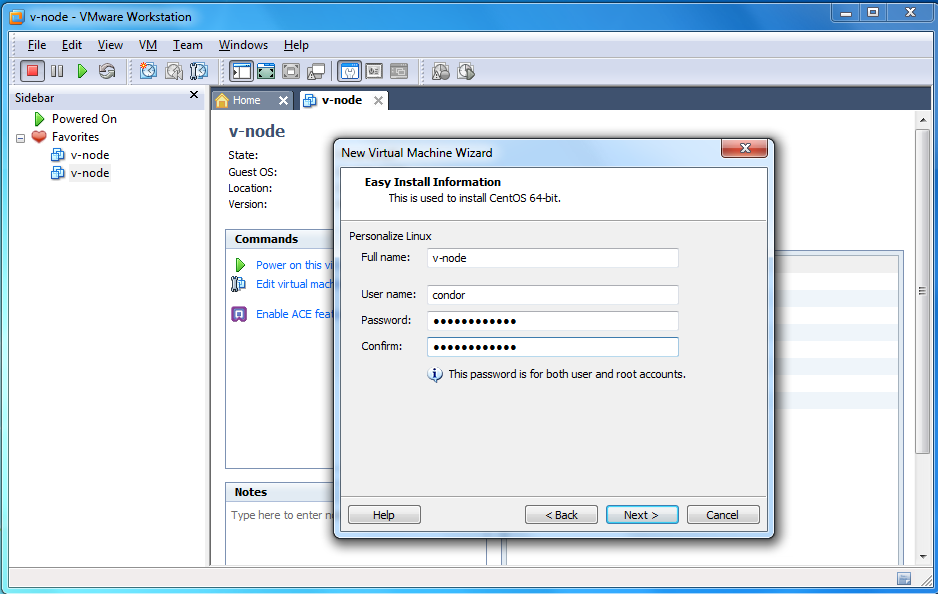 v-node - VMware Workstation
File Edit View VM Team Windows Help
Sidebar
Powered On
Favorites
v-node
v-node
Home
v-node
v-node
State:
Guest OS:
Location:
Version:
Commands
Power on this vi
Edit virtual mach
Enable ACE feat
Notes
Type here to enter no
New Virtual Machine Wizard
Easy Install Information
This is used to install CentOS 64-bit.
Personalize Linux
Full name: v-node
User name: condor
Password: ●●●●●●●●●●●●
Confirm: ●●●●●●●●●●●●
This password is for both user and root accounts.
Help < Back Next > Cancel